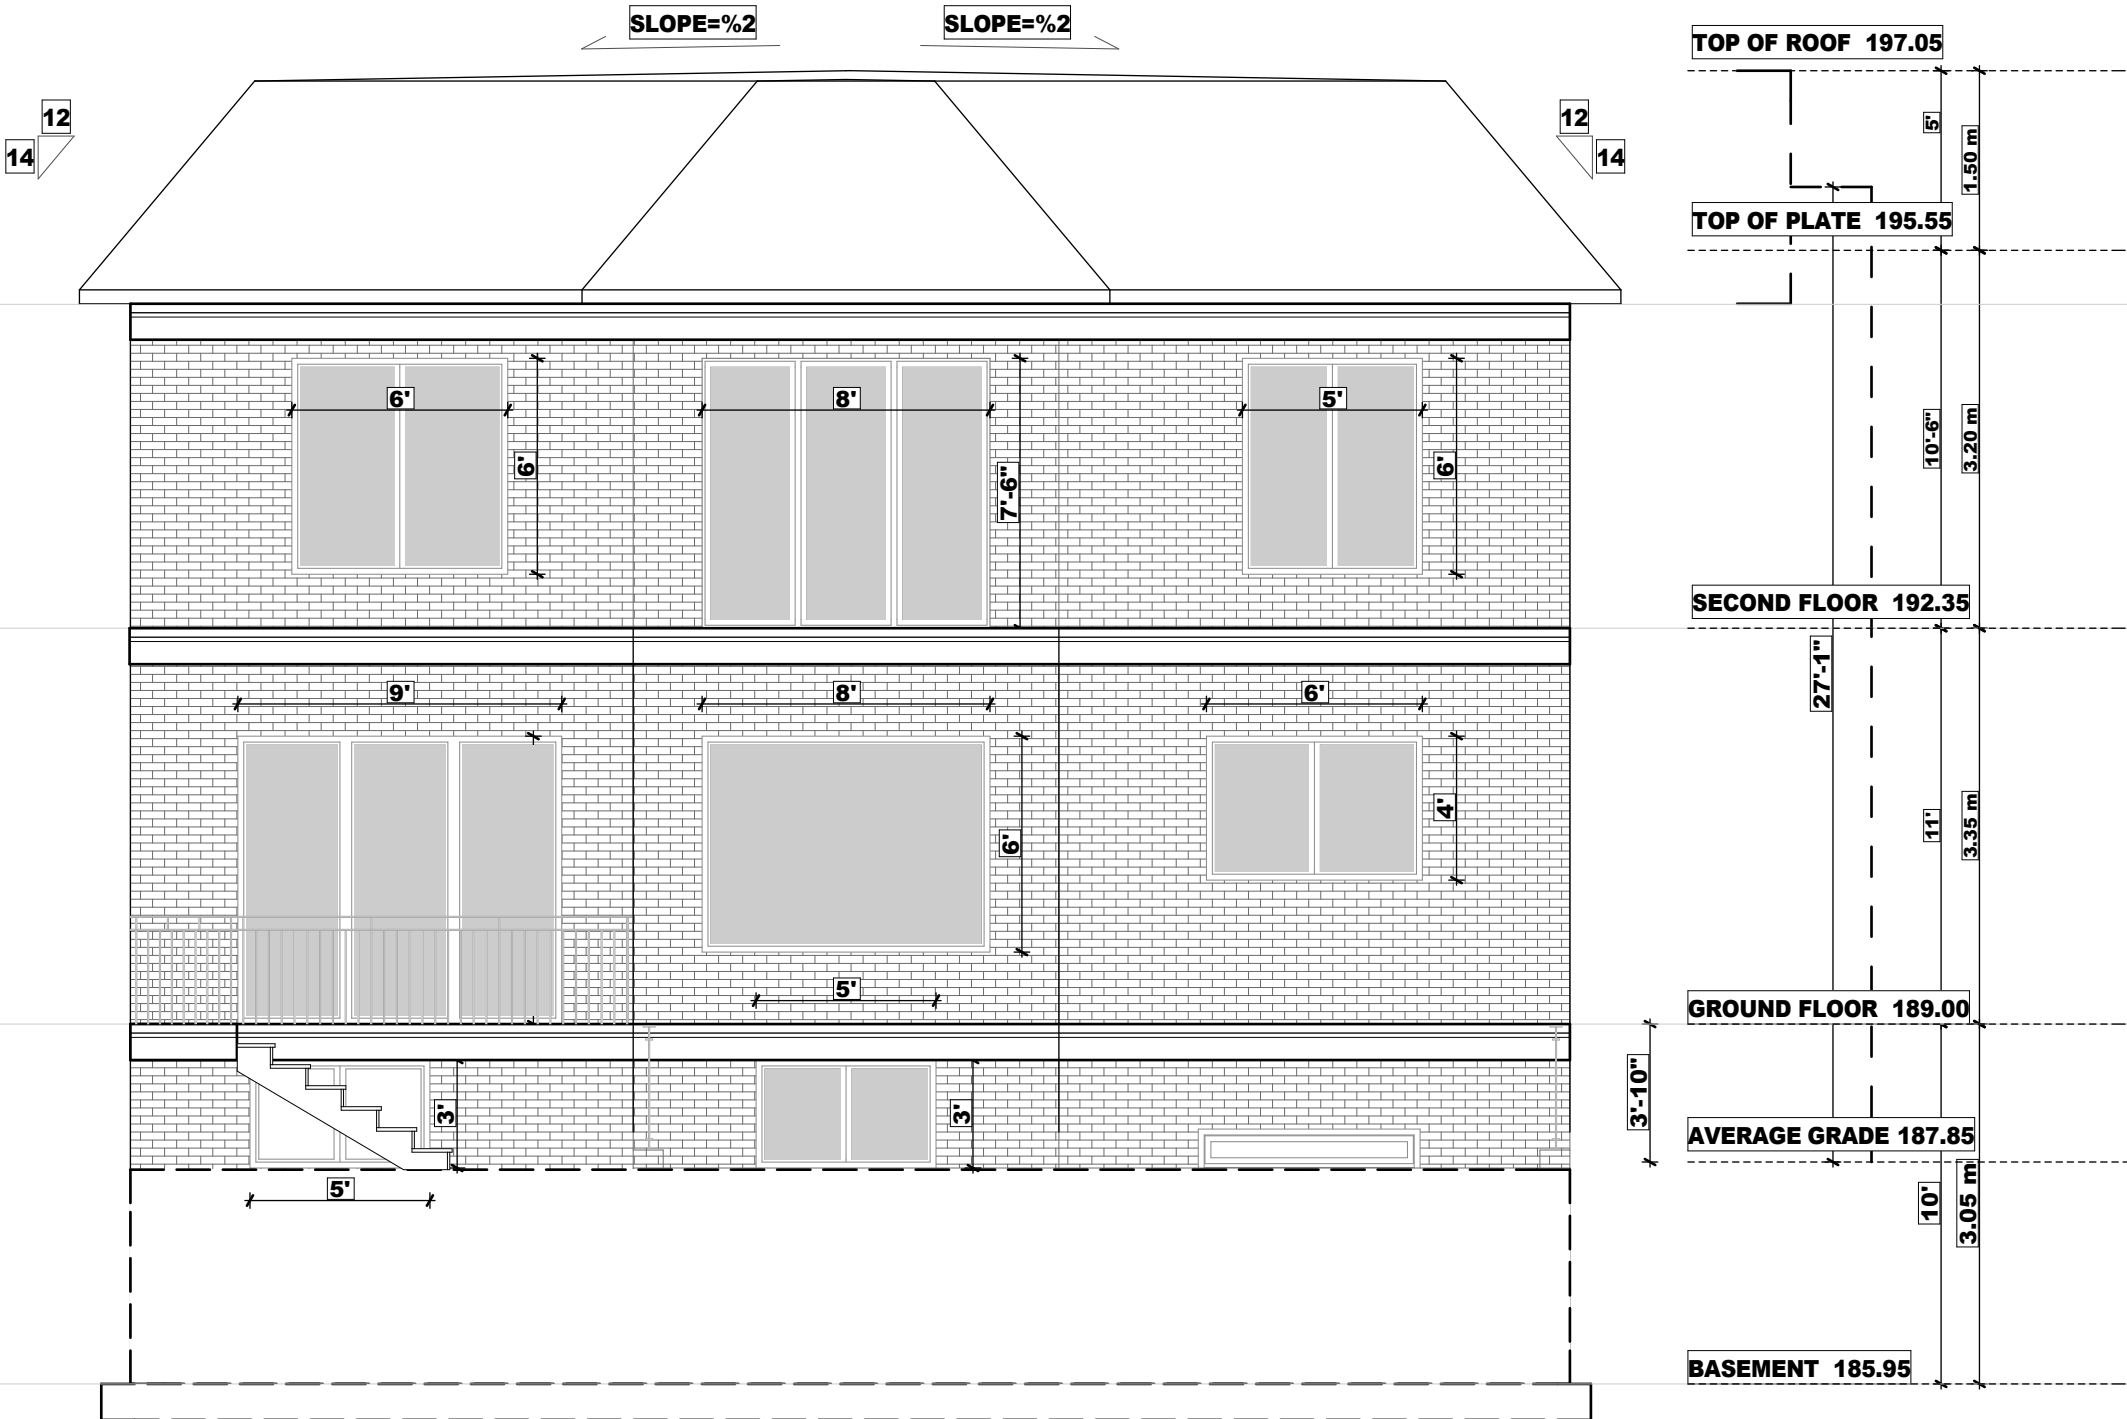 SLOPE=%2
SLOPE=%2
TOP OF ROOF 197.05
12
14
12
14
5'
1.50 m
TOP OF PLATE 195.55
6'
8'
5'
6'
7'-6"
6'
10'-6"
3.20 m
SECOND FLOOR 192.35
27'-1"
9'
8'
6'
6'
4'
11'
3.35 m
5'
GROUND FLOOR 189.00
3'
3'
3'-10"
AVERAGE GRADE 187.85
5'
10'
3.05 m
BASEMENT 185.95